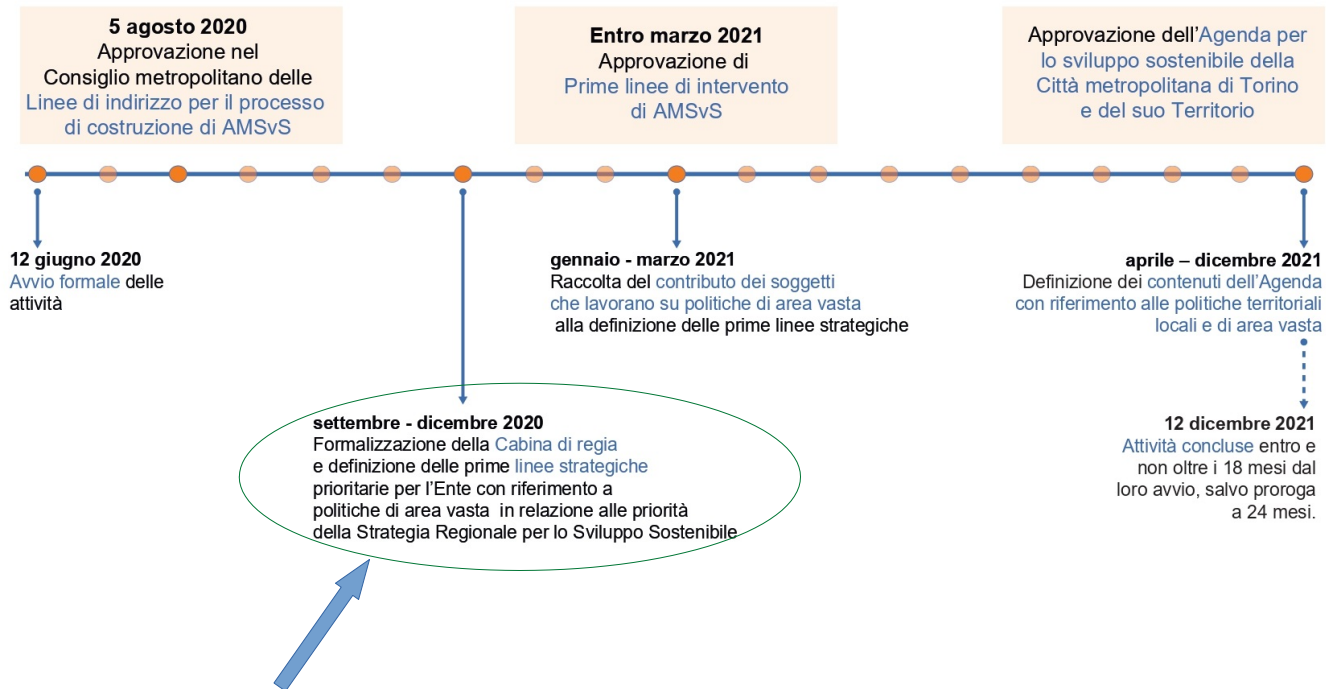 5 agosto 2020
Approvazione nel
Consiglio metropolitano delle
Linee di indirizzo per il processo
di costruzione di AMSvS
Entro marzo 2021
Approvazione di
Prime linee di intervento
di AMSvS
Approvazione dell'Agenda per
lo sviluppo sostenibile della
Città metropolitana di Torino
e del suo Territorio
12 giugno 2020
Avvio formale delle
attività
gennaio - marzo 2021
Raccolta del contributo dei soggetti
che lavorano su politiche di area vasta
alla definizione delle prime linee strategiche
aprile – dicembre 2021
Definizione dei contenuti dell'Agenda
con riferimento alle politiche territoriali
locali e di area vasta
settembre - dicembre 2020
Formalizzazione della Cabina di regia
e definizione delle prime linee strategiche
prioritarie per l'Ente con riferimento a
politiche di area vasta in relazione alle priorità
della Strategia Regionale per lo Sviluppo Sostenibile
12 dicembre 2021
Attività concluse entro e
non oltre i 18 mesi dal
loro avvio, salvo proroga
a 24 mesi.